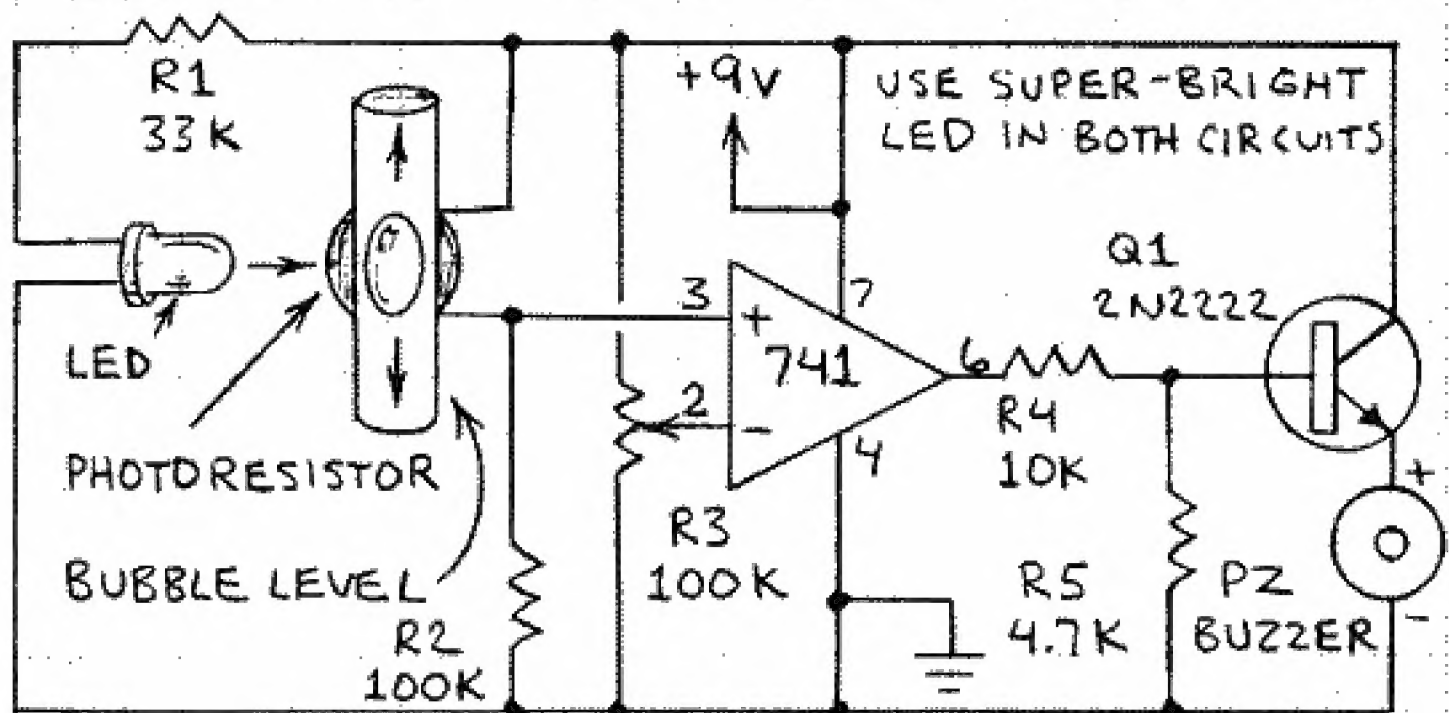 R1
33K
+9V
USE SUPER-BRIGHT
LED IN BOTH CIRCUITS
LED
PHOTORESISTOR
BUBBLE LEVEL
R2
100K
3
+
2
-
741
7
4
6
R3
100K
R4
10K
R5
4.7K
Q1
2N2222
+
-
PZ
BUZZER